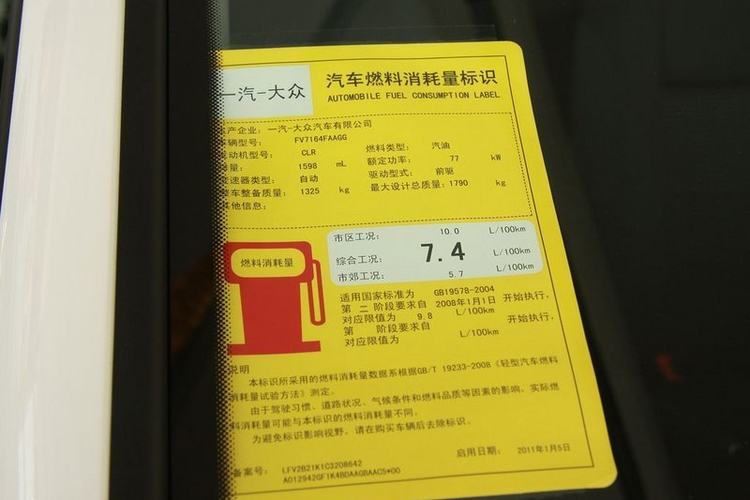 一汽-大众
汽车燃料消耗量标识
AUTOMOBILE FUEL CONSUMPTION LABEL
产企业: 一汽-大众汽车有限公司
车辆型号: FV7164FAAGG
动机型号: CLR 燃料类型: 汽油
量: 1598 mL 额定功率: 77 kW
变速器类型: 自动 驱动型式: 前驱
整车整备质量: 1325 kg 最大设计总质量: 1790 kg
其他信息:
市区工况: 10.0 L/100km
综合工况: 7.4 L/100km
市郊工况: 5.7 L/100km
燃料消耗量
适用国家标准为 GB19578-2004
第 二 阶段要求自 2008年1月1日 开始执行,
对应限值为 9.8 L/100km
第 阶段要求自 开始执行,
对应限值为 L/100km
说明
本标识所采用的燃料消耗量数据系根据GB/T 19233-2008《轻型汽车燃料
消耗量试验方法》测定。
由于驾驶习惯、道路状况、气候条件和燃料品质等因素的影响,实际燃
料消耗量可能与本标识的燃料消耗量不同。
为避免标识影响视野,请在购买车辆后去除标识。
备案号: LFV2B21K1C3208642 启用日期: 2011年1月5日
A012942GF1K4BDAAGBAAC5*00